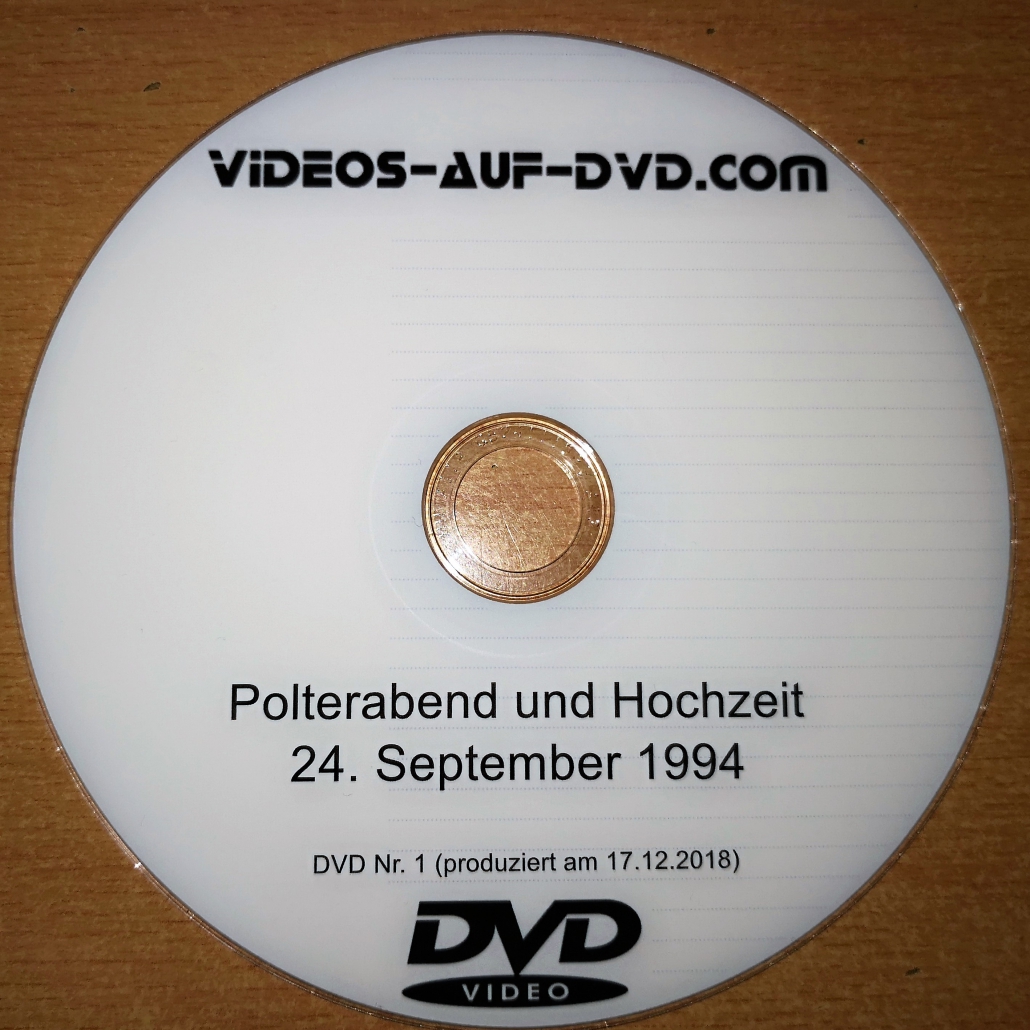 ViDEOS-AUF-DVD.COM
Polterabend und Hochzeit
24. September 1994
DVD Nr. 1 (produziert am 17.12.2018)
DVD
VIDEO